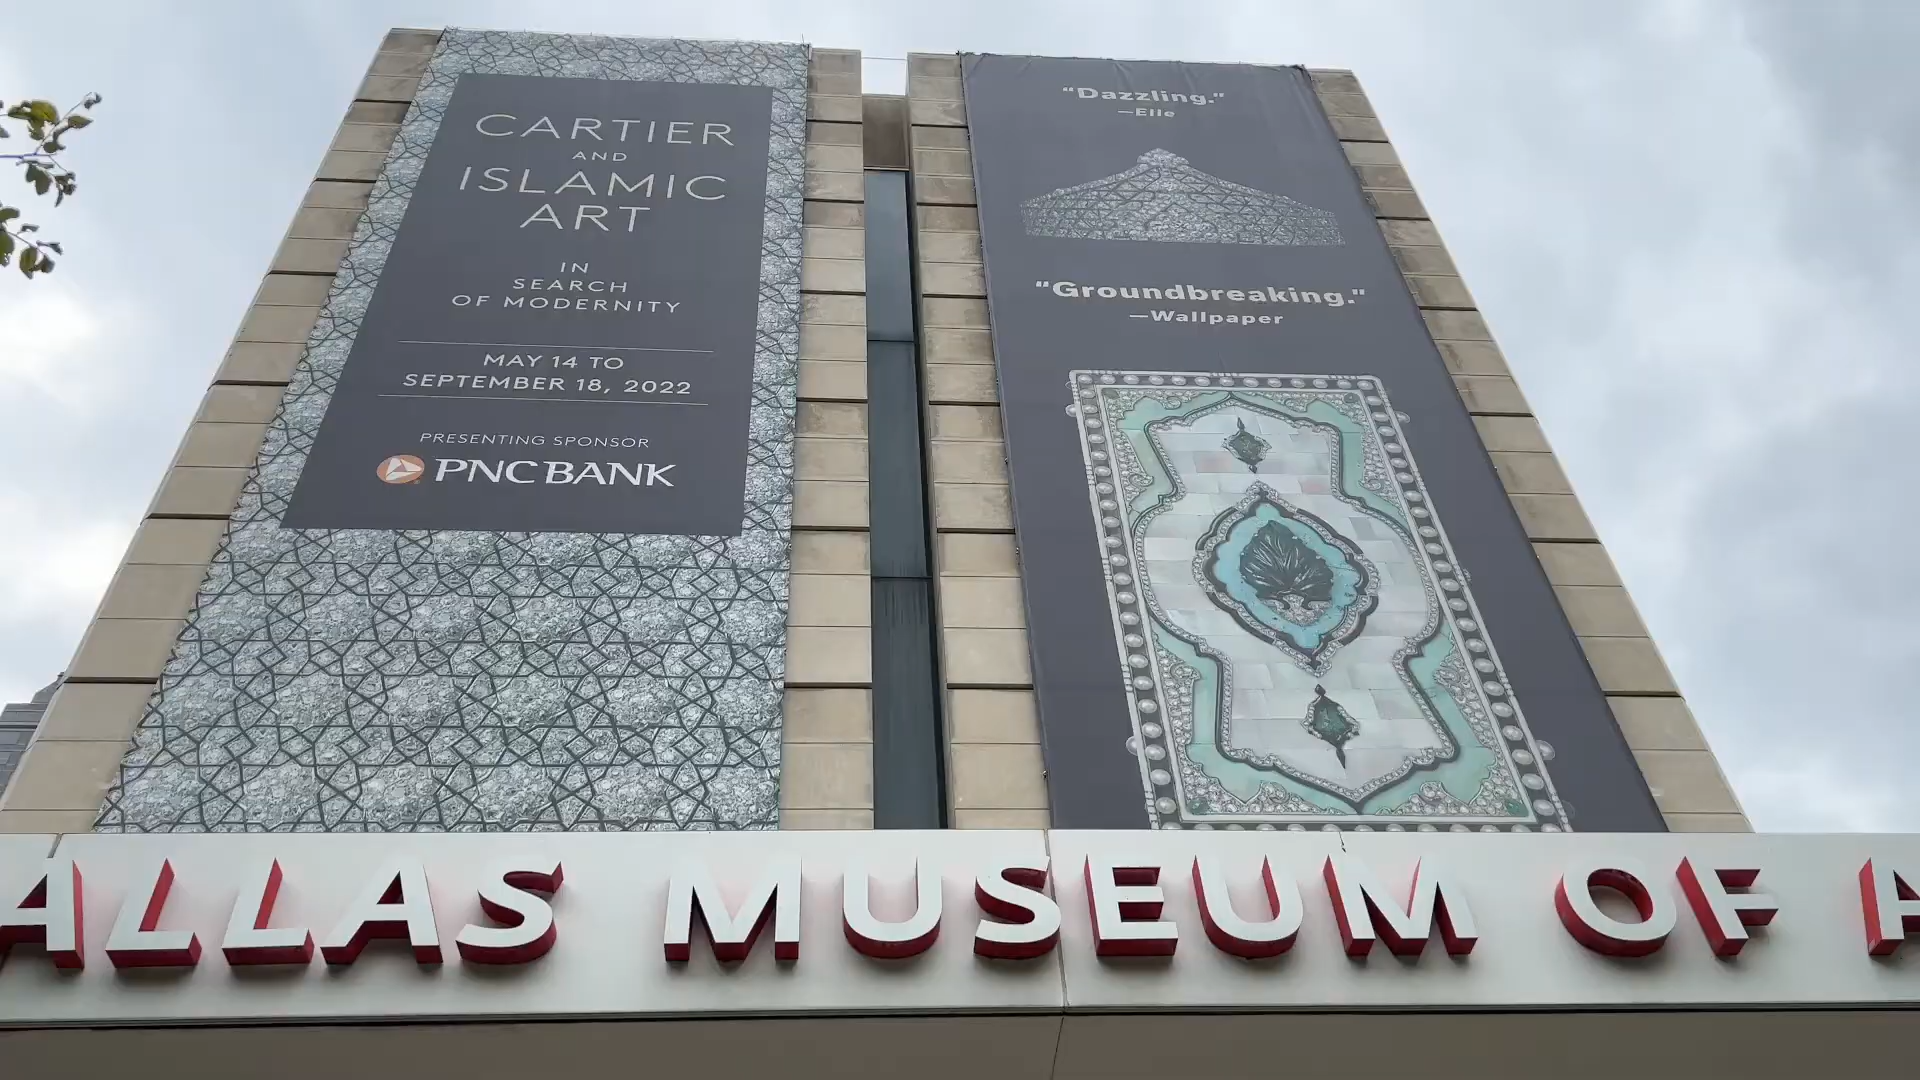 CARTIER
AND
ISLAMIC
ART
IN
SEARCH
OF MODERNITY
MAY 14 TO
SEPTEMBER 18, 2022
PRESENTING SPONSOR
PNC BANK
“Dazzling.”
—Elle
“Groundbreaking.”
—Wallpaper
ALLAS MUSEUM OF A